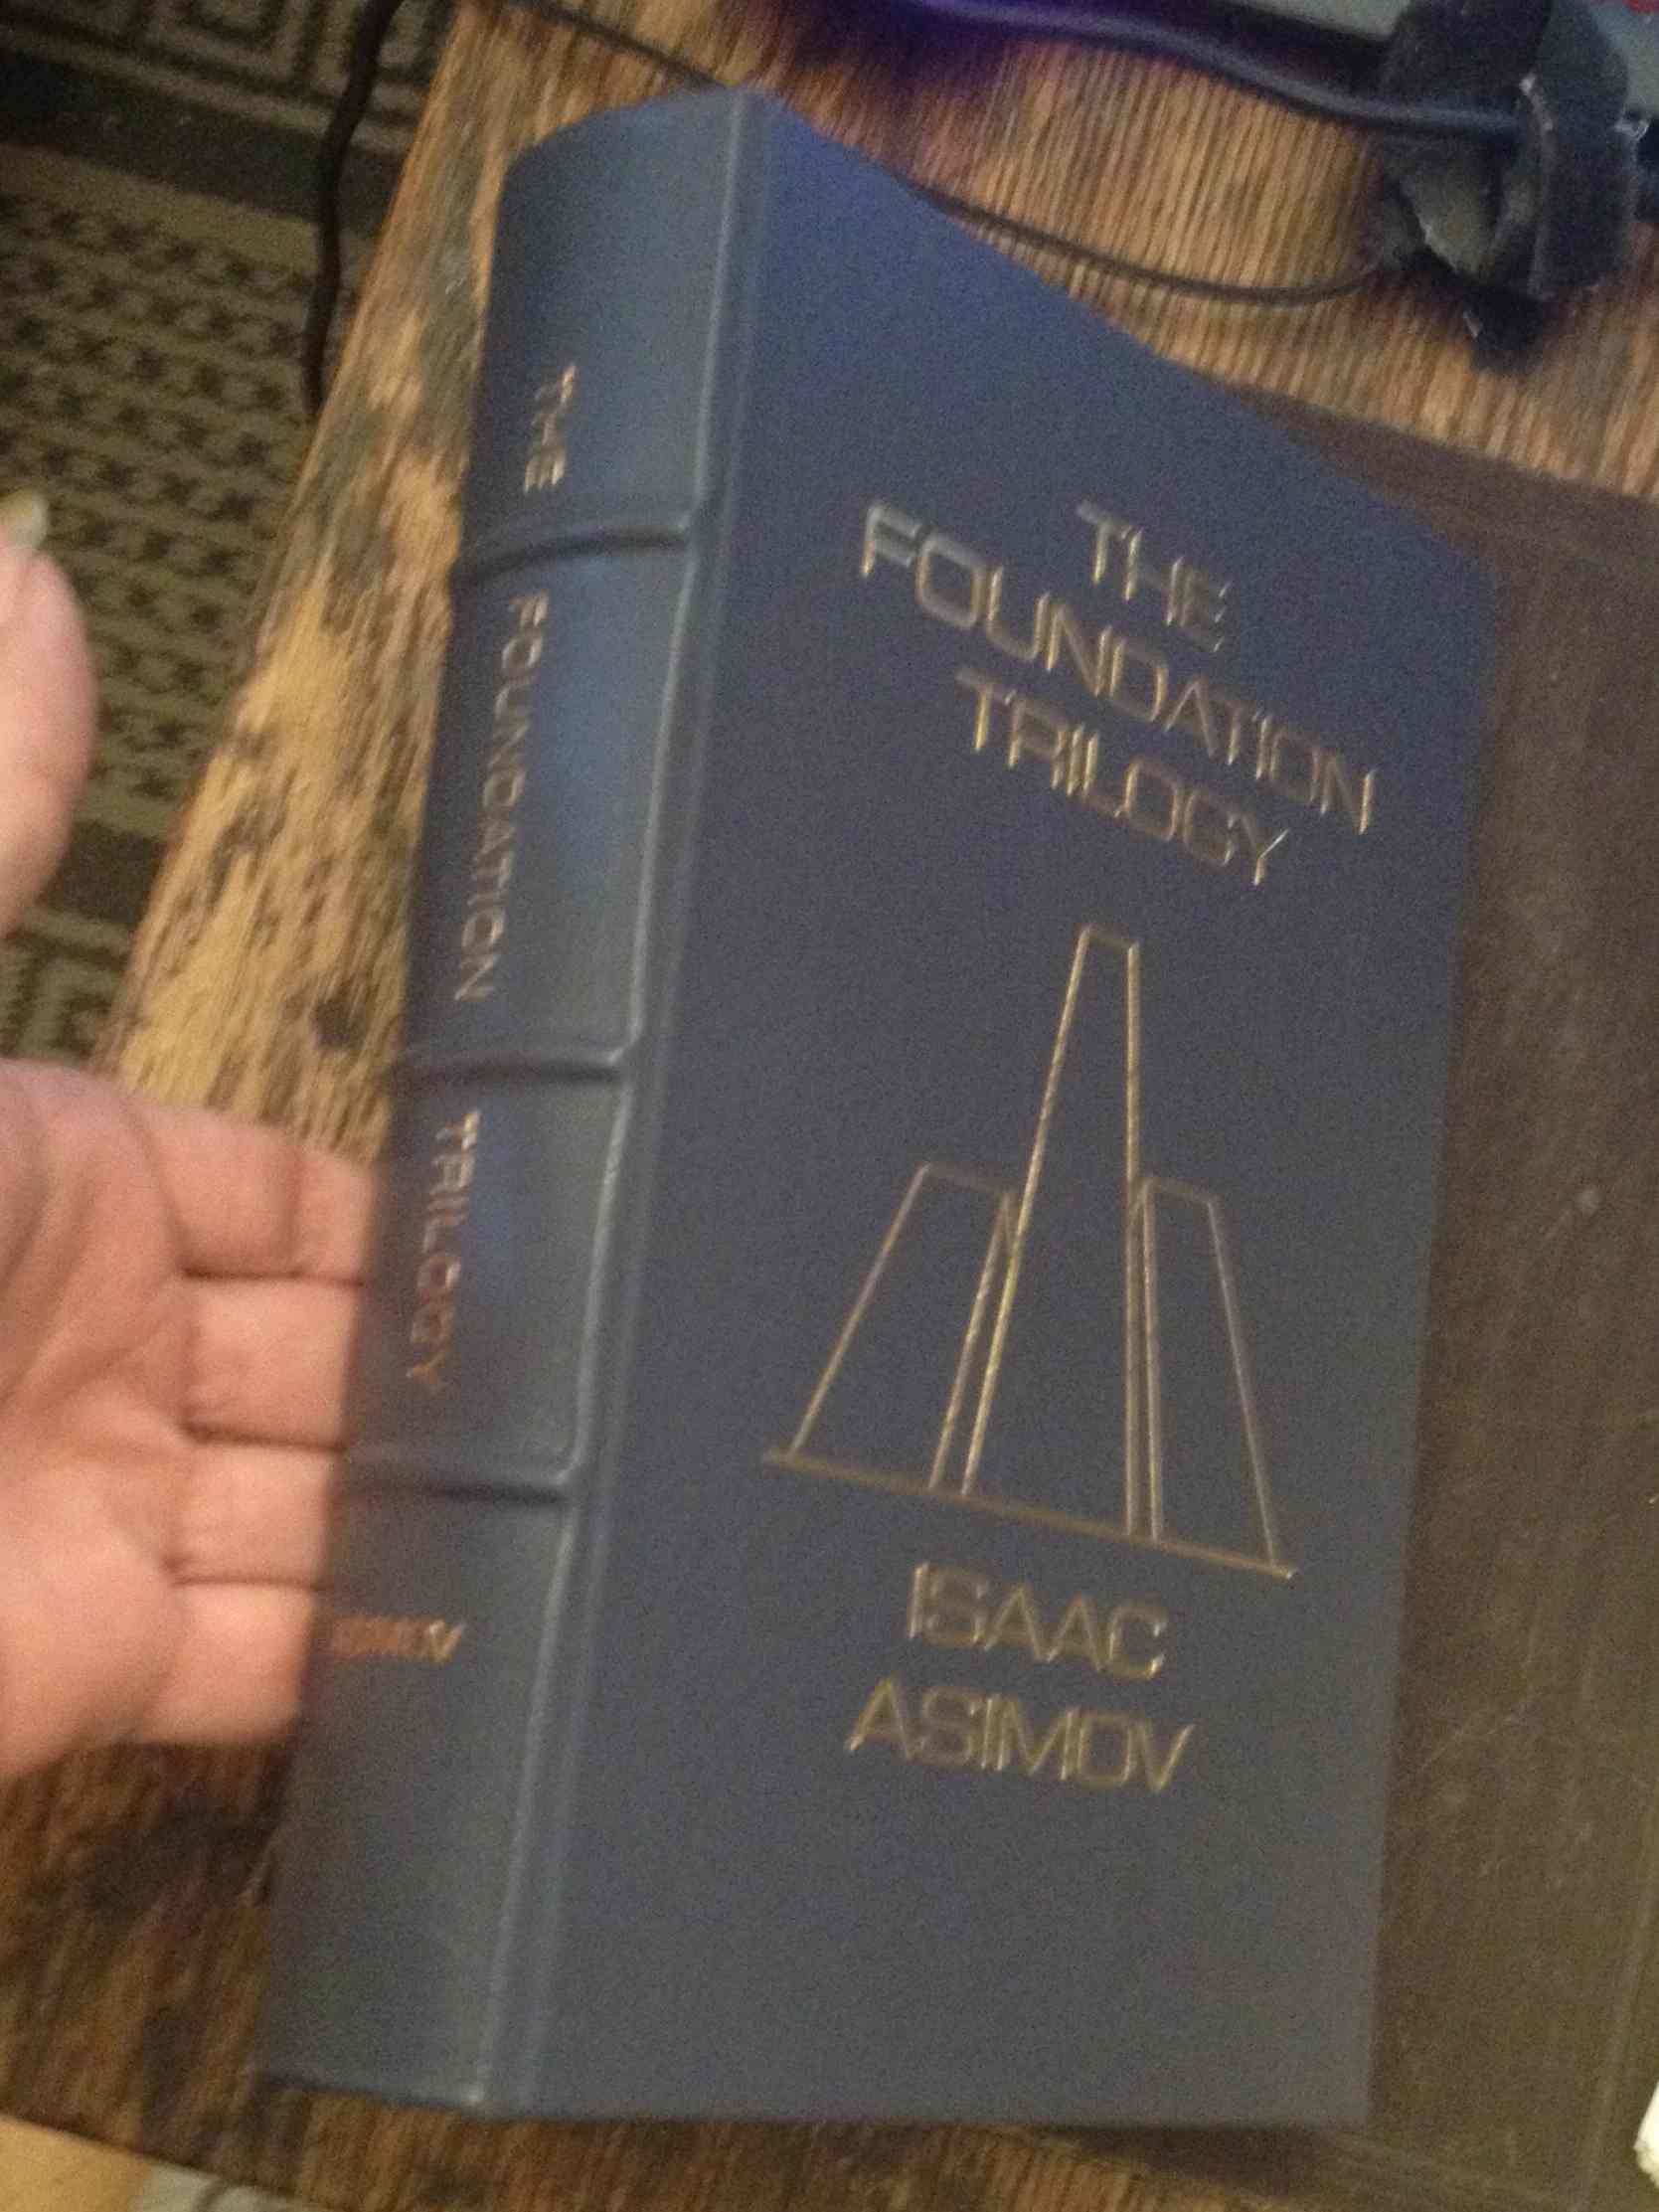 THE FOUNDATION TRILOGY
ASIMOV
THE
FOUNDATION
TRILOGY
ISAAC
ASIMOV